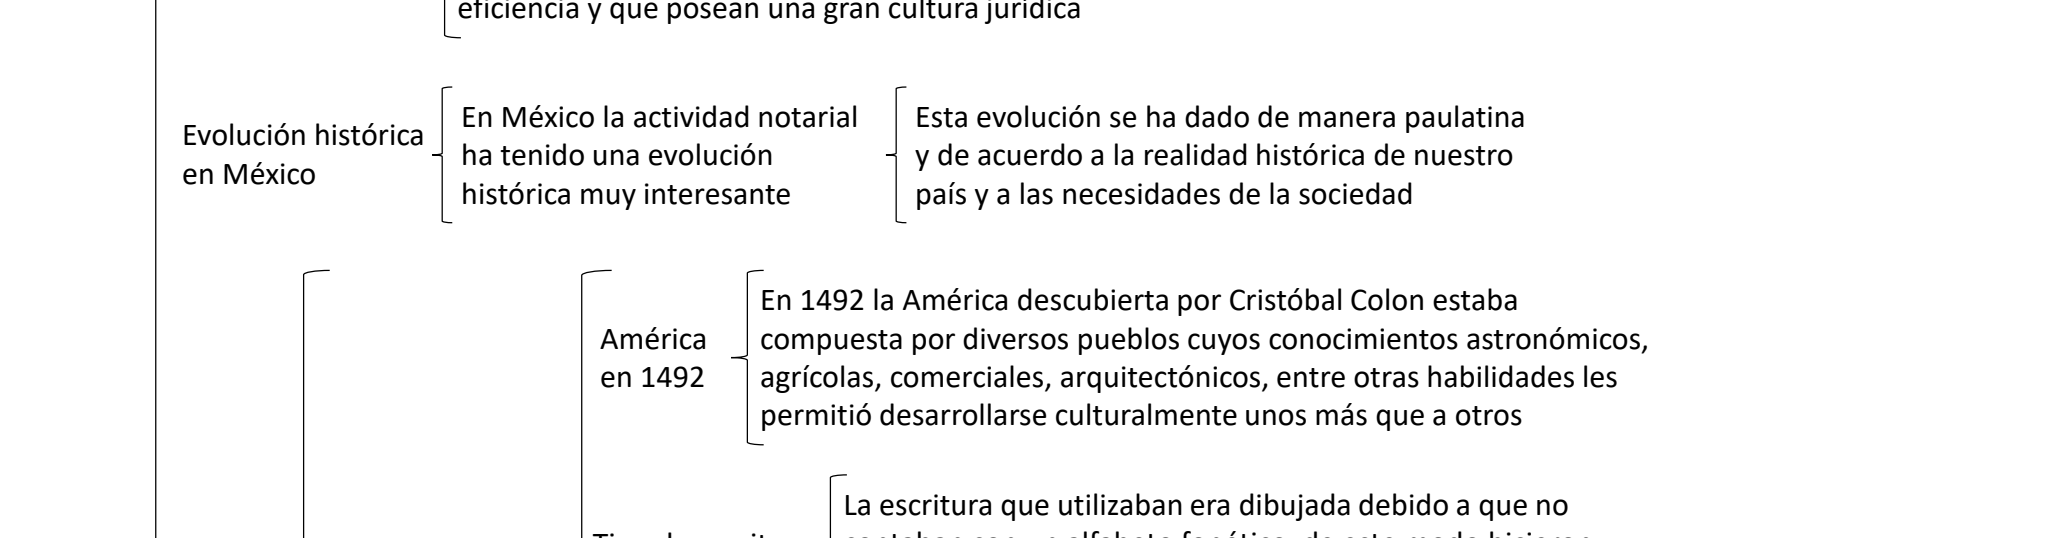 eficiencia y que posean una gran cultura jurídica
Evolución histórica
en México
En México la actividad notarial
ha tenido una evolución
histórica muy interesante
Esta evolución se ha dado de manera paulatina
y de acuerdo a la realidad histórica de nuestro
país y a las necesidades de la sociedad
América
en 1492
En 1492 la América descubierta por Cristóbal Colon estaba
compuesta por diversos pueblos cuyos conocimientos astronómicos,
agrícolas, comerciales, arquitectónicos, entre otras habilidades les
permitió desarrollarse culturalmente unos más que a otros
La escritura que utilizaban era dibujada debido a que no